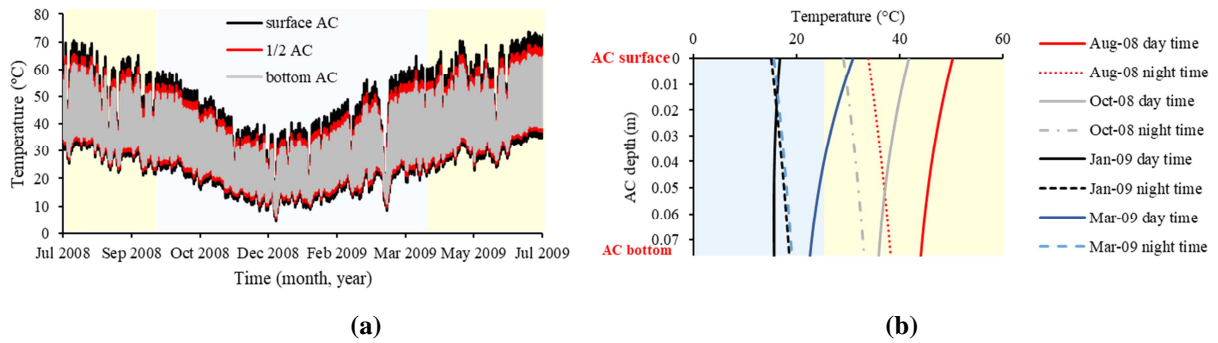 80
70
60
50
40
30
20
10
0
Temperature (°C)
surface AC
1/2 AC
bottom AC
Jul 2008 Sep 2008 Oct 2008 Dec 2008 Feb 2009 Mar 2009 May 2009 Jul 2009
Time (month, year)
(a)
Temperature (°C)
0 20 40 60
AC surface
0
0.01
0.02
0.03
0.04
0.05
0.06
0.07
AC bottom
AC depth (m)
Aug-08 day time
Aug-08 night time
Oct-08 day time
Oct-08 night time
Jan-09 day time
Jan-09 night time
Mar-09 day time
Mar-09 night time
(b)